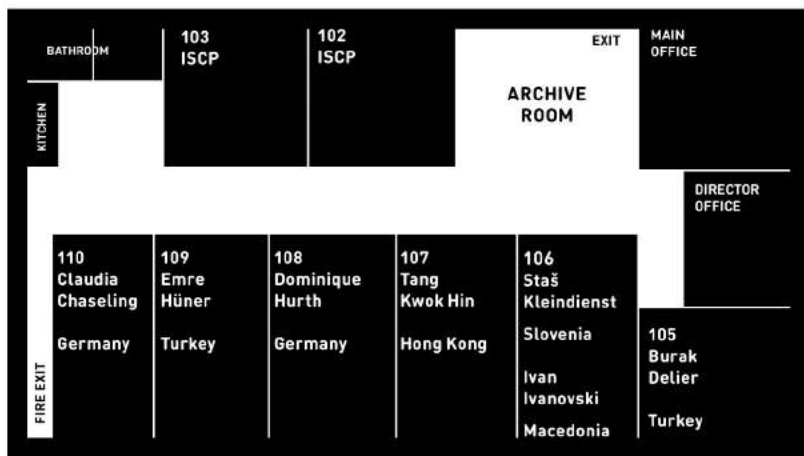 BATHROOM
103
ISCP
102
ISCP
EXIT
ARCHIVE
ROOM
MAIN
OFFICE
KITCHEN
DIRECTOR
OFFICE
FIRE EXIT
110
Claudia
Chaseling
Germany
109
Emre
Hüner
Turkey
108
Dominique
Hurth
Germany
107
Tang
Kwok Hin
Hong Kong
106
Staš
Kleindienst
Slovenia
Ivan
Ivanovski
Macedonia
105
Burak
Delier
Turkey